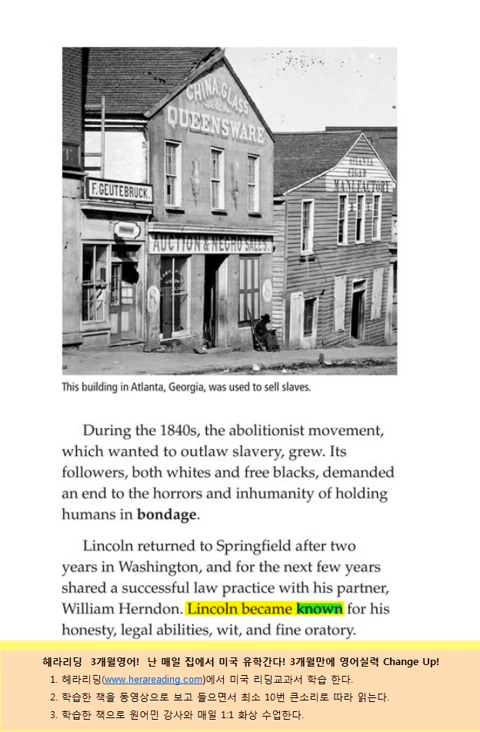 CHINA, GLASS
QUEENSWARE
F. GEUTEBRUCK.
AUCTION & NEGRO SALES,
ATLANTA
CIGAR
MANUFACTORY
This building in Atlanta, Georgia, was used to sell slaves.
During the 1840s, the abolitionist movement,
which wanted to outlaw slavery, grew. Its
followers, both whites and free blacks, demanded
an end to the horrors and inhumanity of holding
humans in bondage.
Lincoln returned to Springfield after two
years in Washington, and for the next few years
shared a successful law practice with his partner,
William Herndon. Lincoln became known for his
honesty, legal abilities, wit, and fine oratory.
헤라리딩 3개월영어! 난 매일 집에서 미국 유학간다! 3개월만에 영어실력 Change Up!
1. 헤라리딩(www.herareading.com)에서 미국 리딩교과서 학습 한다.
2. 학습한 책을 동영상으로 보고 들으면서 최소 10번 큰소리로 따라 읽는다.
3. 학습한 책으로 원어민 강사와 매일 1:1 화상 수업한다.